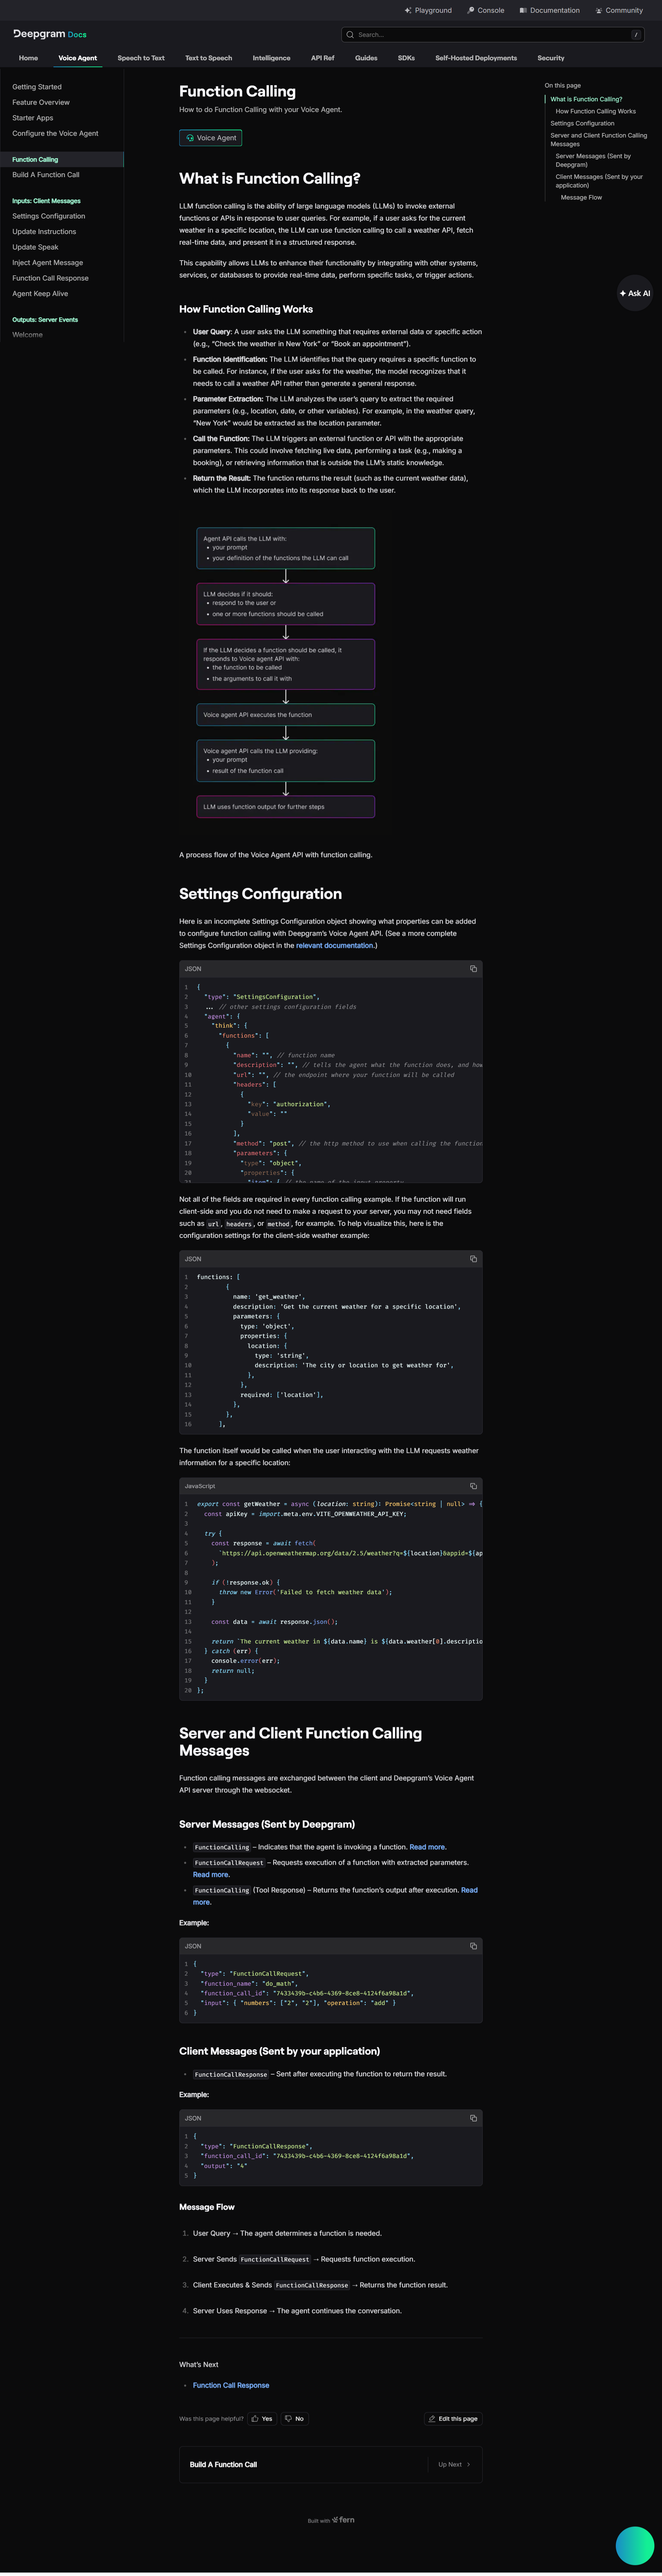 Playground
Console
Documentation
Community
Deepgram Docs
Search...
/
Home
Voice Agent
Speech to Text
Text to Speech
Intelligence
API Ref
Guides
SDKs
Self-Hosted Deployments
Security
Getting Started
Feature Overview
Starter Apps
Configure the Voice Agent
Function Calling
Build A Function Call
Inputs: Client Messages
Settings Configuration
Update Instructions
Update Speak
Inject Agent Message
Function Call Response
Agent Keep Alive
Outputs: Server Events
Welcome
Function Calling
How to do Function Calling with your Voice Agent.
Voice Agent
What is Function Calling?
LLM function calling is the ability of large language models (LLMs) to invoke external
functions or APIs in response to user queries. For example, if a user asks for the current
weather in a specific location, the LLM can use function calling to call a weather API, fetch
real-time data, and present it in a structured response.
This capability allows LLMs to enhance their functionality by integrating with other systems,
services, or databases to provide real-time data, perform specific tasks, or trigger actions.
How Function Calling Works
• User Query: A user asks the LLM something that requires external data or specific action
(e.g., “Check the weather in New York” or “Book an appointment”).
• Function Identification: The LLM identifies that the query requires a specific function to
be called. For instance, if the user asks for the weather, the model recognizes that it
needs to call a weather API rather than generate a general response.
• Parameter Extraction: The LLM analyzes the user’s query to extract the required
parameters (e.g., location, date, or other variables). For example, in the weather query,
“New York” would be extracted as the location parameter.
• Call the Function: The LLM triggers an external function or API with the appropriate
parameters. This could involve fetching live data, performing a task (e.g., making a
booking), or retrieving information that is outside the LLM’s static knowledge.
• Return the Result: The function returns the result (such as the current weather data),
which the LLM incorporates into its response back to the user.
Agent API calls the LLM with:
• your prompt
• your definition of the functions the LLM can call
LLM decides if it should:
• respond to the user or
• one or more functions should be called
If the LLM decides a function should be called, it
responds to Voice agent API with:
• the function to be called
• the arguments to call it with
Voice agent API executes the function
Voice agent API calls the LLM providing:
• your prompt
• result of the function call
LLM uses function output for further steps
A process flow of the Voice Agent API with function calling.
Settings Configuration
Here is an incomplete Settings Configuration object showing what properties can be added
to configure function calling with Deepgram’s Voice Agent API. (See a more complete
Settings Configuration object in the relevant documentation.)
JSON
1 {
2 "type": "SettingsConfiguration",
3 ... // other settings configuration fields
4 "agent": {
5 "think": {
6 "functions": [
7 {
8 "name": "", // function name
9 "description": "", // tells the agent what the function does, and how
10 "url": "", // the endpoint where your function will be called
11 "headers": [
12 {
13 "key": "authorization",
14 "value": ""
15 }
16 ],
17 "method": "post", // the http method to use when calling the function
18 "parameters": {
19 "type": "object",
20 "properties": {
21 "item": { // the name of the input property
Not all of the fields are required in every function calling example. If the function will run
client-side and you do not need to make a request to your server, you may not need fields
such as url, headers, or method, for example. To help visualize this, here is the
configuration settings for the client-side weather example:
JSON
1 functions: [
2 {
3 name: 'get_weather',
4 description: 'Get the current weather for a specific location',
5 parameters: {
6 type: 'object',
7 properties: {
8 location: {
9 type: 'string',
10 description: 'The city or location to get weather for',
11 },
12 },
13 required: ['location'],
14 },
15 },
16 ],
The function itself would be called when the user interacting with the LLM requests weather
information for a specific location:
JavaScript
1 export const getWeather = async (location: string): Promise<string | null> => {
2 const apiKey = import.meta.env.VITE_OPENWEATHER_API_KEY;
3
4 try {
5 const response = await fetch(
6 `https://api.openweathermap.org/data/2.5/weather?q=${location}&appid=${ap
7 );
8
9 if (!response.ok) {
10 throw new Error('Failed to fetch weather data');
11 }
12
13 const data = await response.json();
14
15 return `The current weather in ${data.name} is ${data.weather[0].descriptio
16 } catch (err) {
17 console.error(err);
18 return null;
19 }
20 };
Server and Client Function Calling
Messages
Function calling messages are exchanged between the client and Deepgram’s Voice Agent
API server through the websocket.
Server Messages (Sent by Deepgram)
• FunctionCalling – Indicates that the agent is invoking a function. Read more.
• FunctionCallRequest – Requests execution of a function with extracted parameters.
Read more.
• FunctionCalling (Tool Response) – Returns the function’s output after execution. Read
more.
Example:
JSON
1 {
2 "type": "FunctionCallRequest",
3 "function_name": "do_math",
4 "function_call_id": "7433439b-c4b6-4369-8ce8-4124f6a98a1d",
5 "input": { "numbers": ["2", "2"], "operation": "add" }
6 }
Client Messages (Sent by your application)
• FunctionCallResponse – Sent after executing the function to return the result.
Example:
JSON
1 {
2 "type": "FunctionCallResponse",
3 "function_call_id": "7433439b-c4b6-4369-8ce8-4124f6a98a1d",
4 "output": "4"
5 }
Message Flow
1. User Query → The agent determines a function is needed.
2. Server Sends FunctionCallRequest → Requests function execution.
3. Client Executes & Sends FunctionCallResponse → Returns the function result.
4. Server Uses Response → The agent continues the conversation.
What’s Next
• Function Call Response
Was this page helpful?
Yes
No
Edit this page
Build A Function Call
Up Next
Built with fern
On this page
What is Function Calling?
How Function Calling Works
Settings Configuration
Server and Client Function Calling
Messages
Server Messages (Sent by
Deepgram)
Client Messages (Sent by your
application)
Message Flow
Ask AI